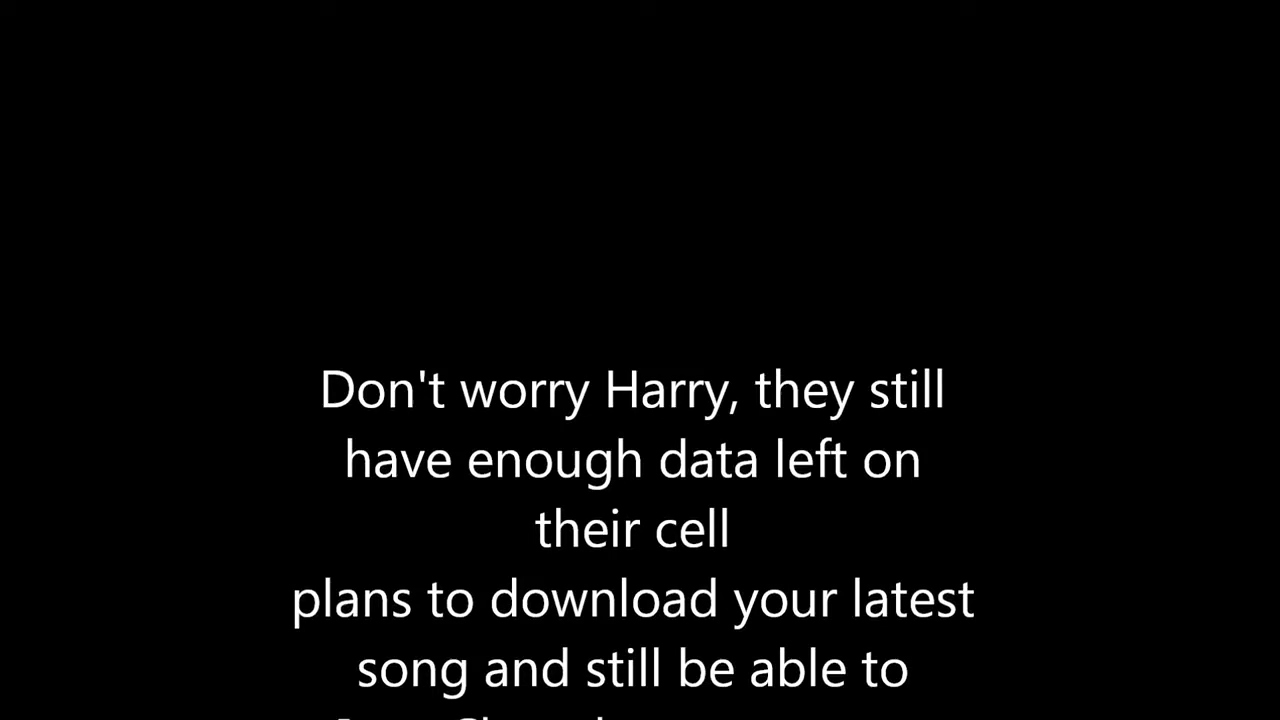 Don't worry Harry, they still
have enough data left on
their cell
plans to download your latest
song and still be able to